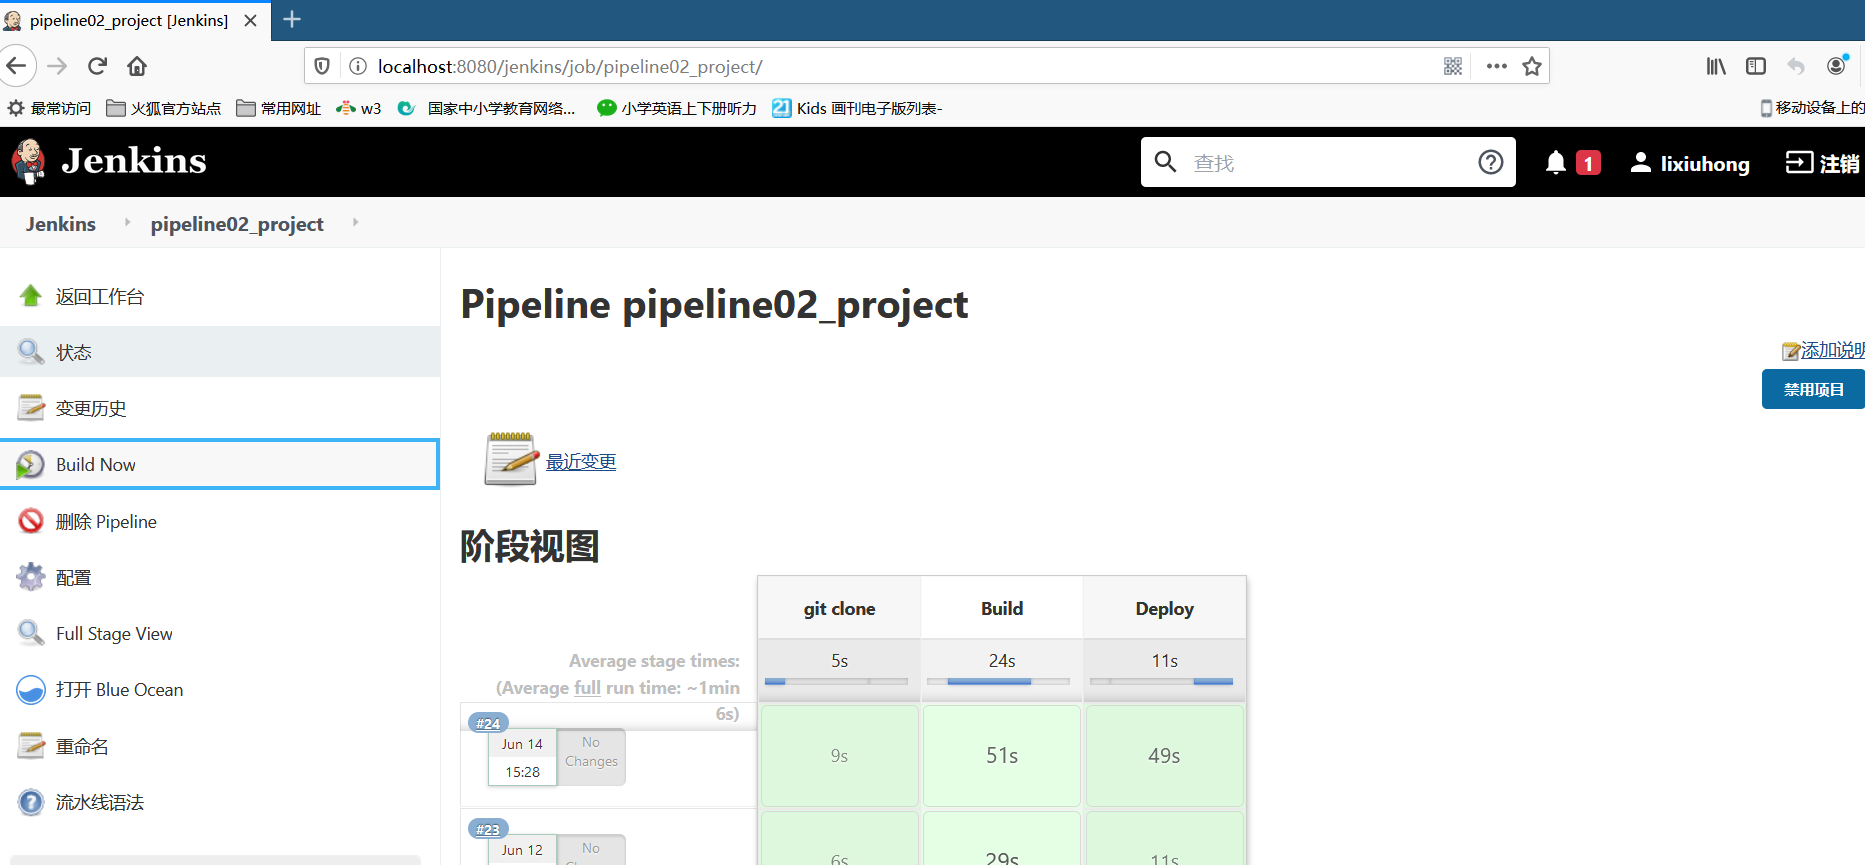 pipeline02_project [Jenkins]
localhost:8080/jenkins/job/pipeline02_project/
最常访问 火狐官方站点 常用网址 w3 国家中小学教育网络... 小学英语上下册听力 21 Kids 画刊电子版列表- 移动设备上的
Jenkins 查找 1 lixiuhong 注销
Jenkins pipeline02_project
返回工作台
状态
变更历史
Build Now
删除 Pipeline
配置
Full Stage View
打开 Blue Ocean
重命名
流水线语法
Pipeline pipeline02_project
添加说明
禁用项目
最近变更
阶段视图
git clone Build Deploy
Average stage times: 5s 24s 11s
(Average full run time: ~1min
6s)
#24
Jun 14 No
Changes
15:28
9s 51s 49s
#23
Jun 12 No
6s 29s 11s